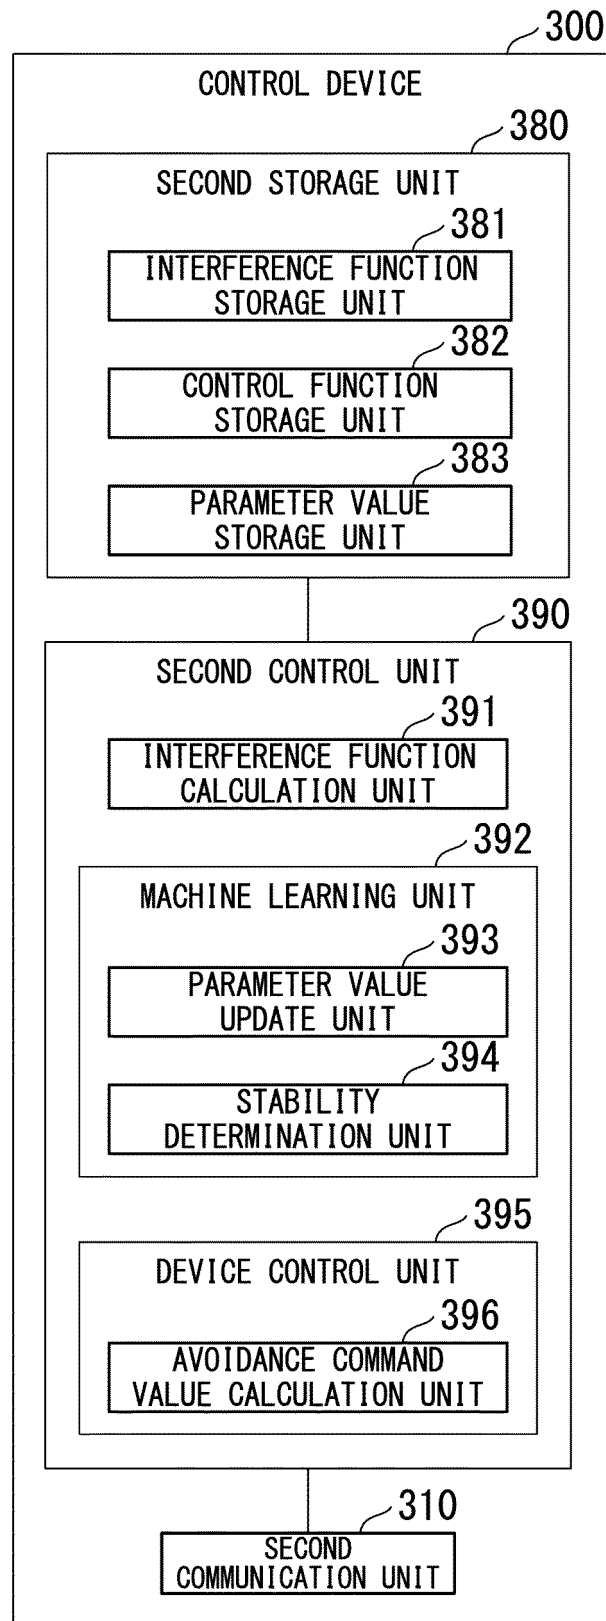 300
CONTROL DEVICE
380
SECOND STORAGE UNIT
381
INTERFERENCE FUNCTION
STORAGE UNIT
382
CONTROL FUNCTION
STORAGE UNIT
383
PARAMETER VALUE
STORAGE UNIT
390
SECOND CONTROL UNIT
391
INTERFERENCE FUNCTION
CALCULATION UNIT
392
MACHINE LEARNING UNIT
393
PARAMETER VALUE
UPDATE UNIT
394
STABILITY
DETERMINATION UNIT
395
DEVICE CONTROL UNIT
396
AVOIDANCE COMMAND
VALUE CALCULATION UNIT
310
SECOND
COMMUNICATION UNIT